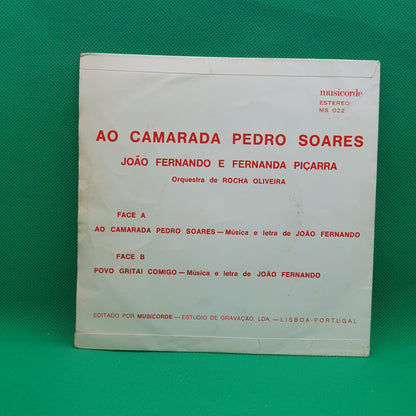 musicorde
ESTEREO
MS 022
AO CAMARADA PEDRO SOARES
JOÃO FERNANDO E FERNANDA PIÇARRA
Orquestra de ROCHA OLIVEIRA
FACE A
AO CAMARADA PEDRO SOARES — Música e letra de JOÃO FERNANDO
FACE B
POVO GRITAI COMIGO — Música e letra de JOÃO FERNANDO
EDITADO POR MUSICORDE — ESTUDIO DE GRAVAÇÃO, LDA. — LISBOA - PORTUGAL